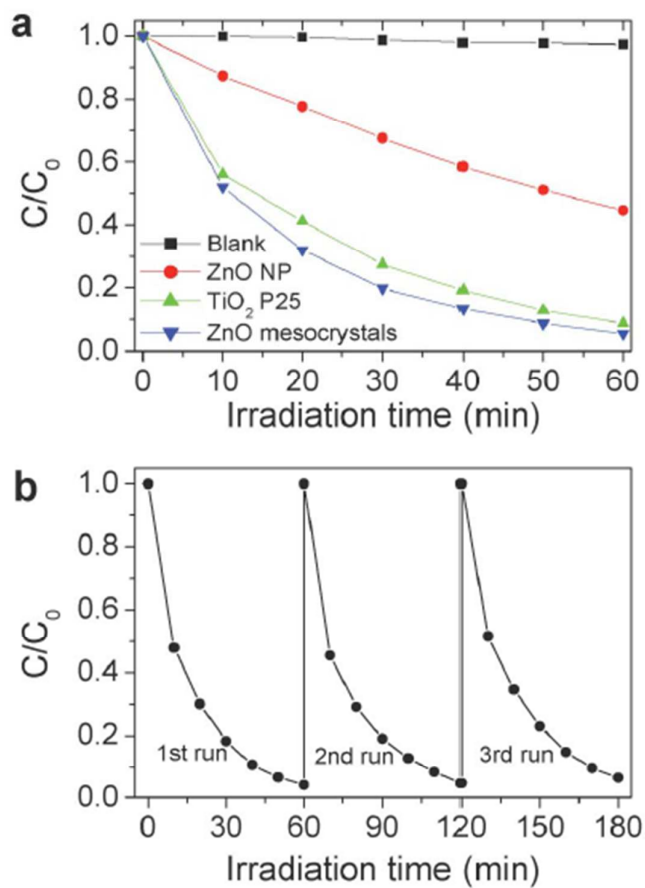 a
C/C₀
1.0
0.8
0.6
0.4
0.2
0.0
Blank
ZnO NP
TiO₂ P25
ZnO mesocrystals
0 10 20 30 40 50 60
Irradiation time (min)
b
C/C₀
1.0
0.8
0.6
0.4
0.2
0.0
1st run 2nd run 3rd run
0 30 60 90 120 150 180
Irradiation time (min)